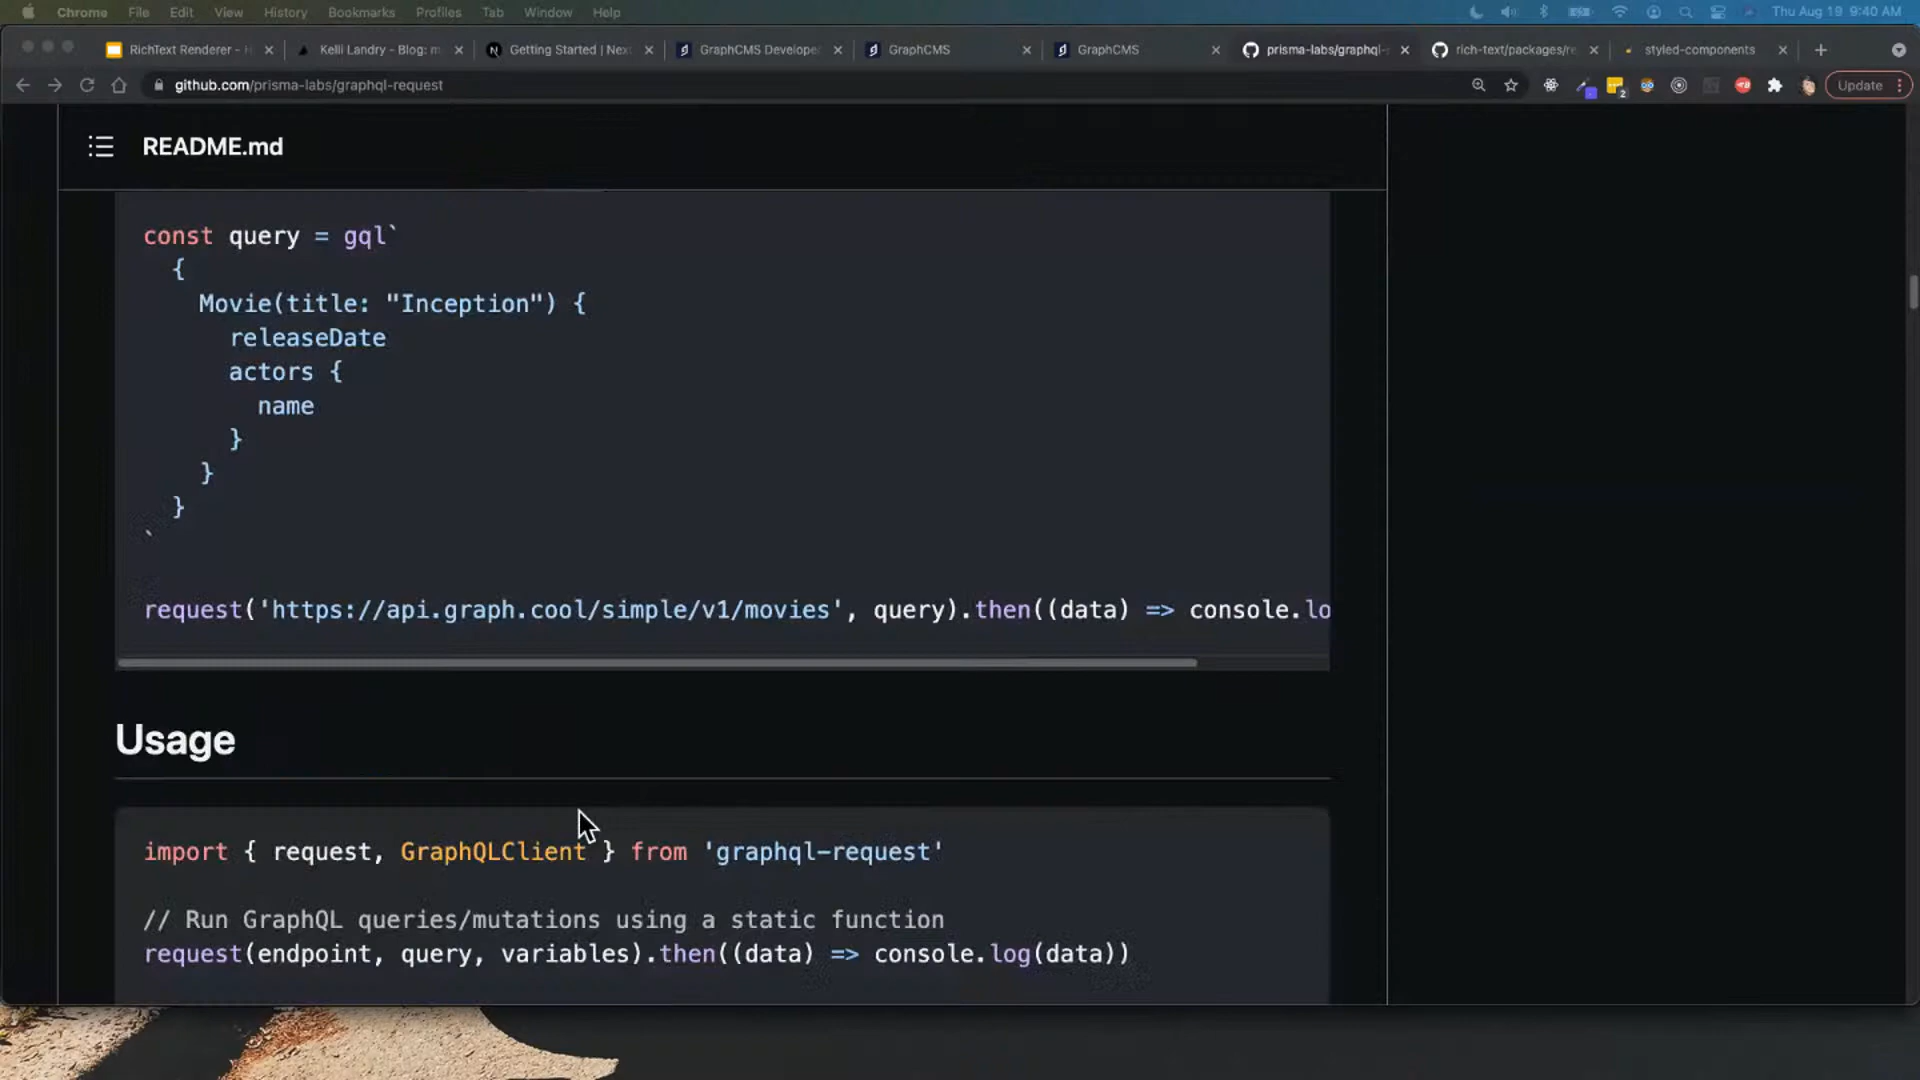 Chrome File Edit View History Bookmarks Profiles Tab Window Help Thu Aug 19 9:40 AM
RichText Renderer - Kelli Landry - Blog: m Getting Started | Nex GraphCMS Develope GraphCMS GraphCMS prisma-labs/graphql- rich-text/packages/re styled-components
github.com/prisma-labs/graphql-request 2 Update
README.md
const query = gql`
{
Movie(title: "Inception") {
releaseDate
actors {
name
}
}
}
`
request('https://api.graph.cool/simple/v1/movies', query).then((data) => console.lo
Usage
import { request, GraphQLClient } from 'graphql-request'
// Run GraphQL queries/mutations using a static function
request(endpoint, query, variables).then((data) => console.log(data))